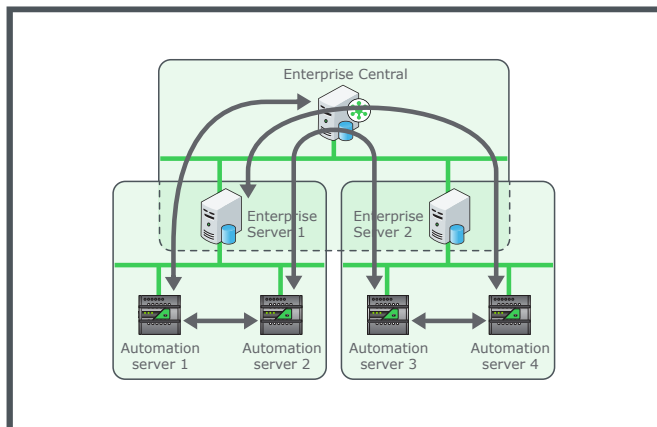 Enterprise Central
Enterprise
Server 1
Enterprise
Server 2
Automation
server 1
Automation
server 2
Automation
server 3
Automation
server 4